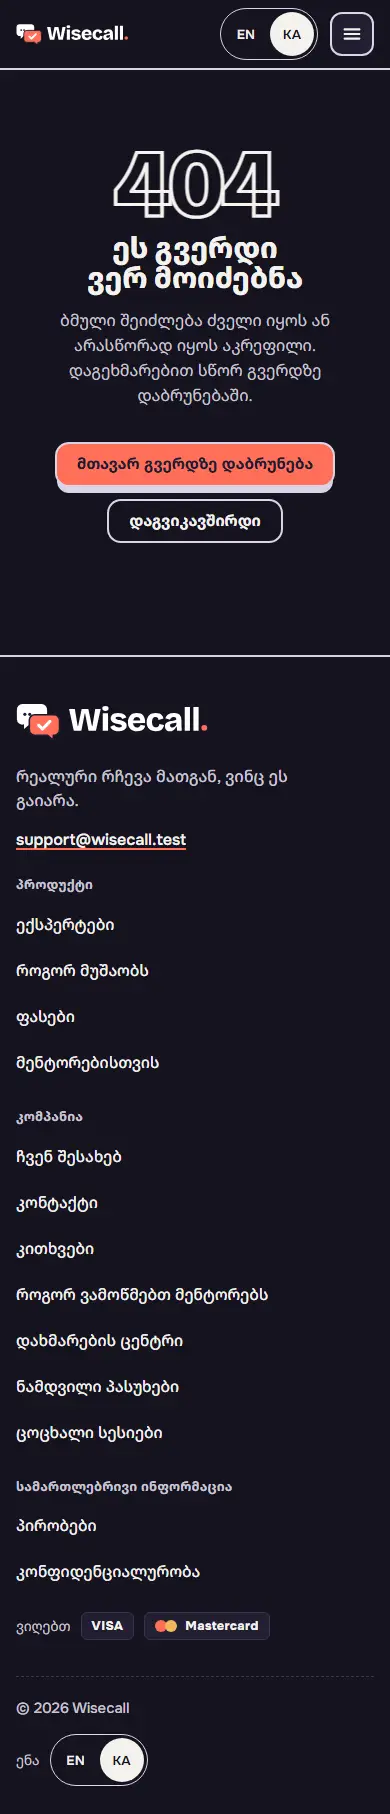 Wisecall.
EN KA
404
ეს გვერდი
ვერ მოიძებნა
ბმული შეიძლება ძველი იყოს ან
არასწორად იყოს აკრეფილი.
დაგეხმარებით სწორ გვერდზე
დაბრუნებაში.
მთავარ გვერდზე დაბრუნება
დაგვიკავშირდი
Wisecall.
რეალური რჩევა მათგან, ვინც ეს
გაიარა.
support@wisecall.test
პროდუქტი
ექსპერტები
როგორ მუშაობს
ფასები
მენტორებისთვის
კომპანია
ჩვენ შესახებ
კონტაქტი
კითხვები
როგორ ვამოწმებთ მენტორებს
დახმარების ცენტრი
ნამდვილი პასუხები
ცოცხალი სესიები
სამართლებრივი ინფორმაცია
პირობები
კონფიდენციალურობა
ვიღებთ VISA Mastercard
© 2026 Wisecall
ენა EN KA